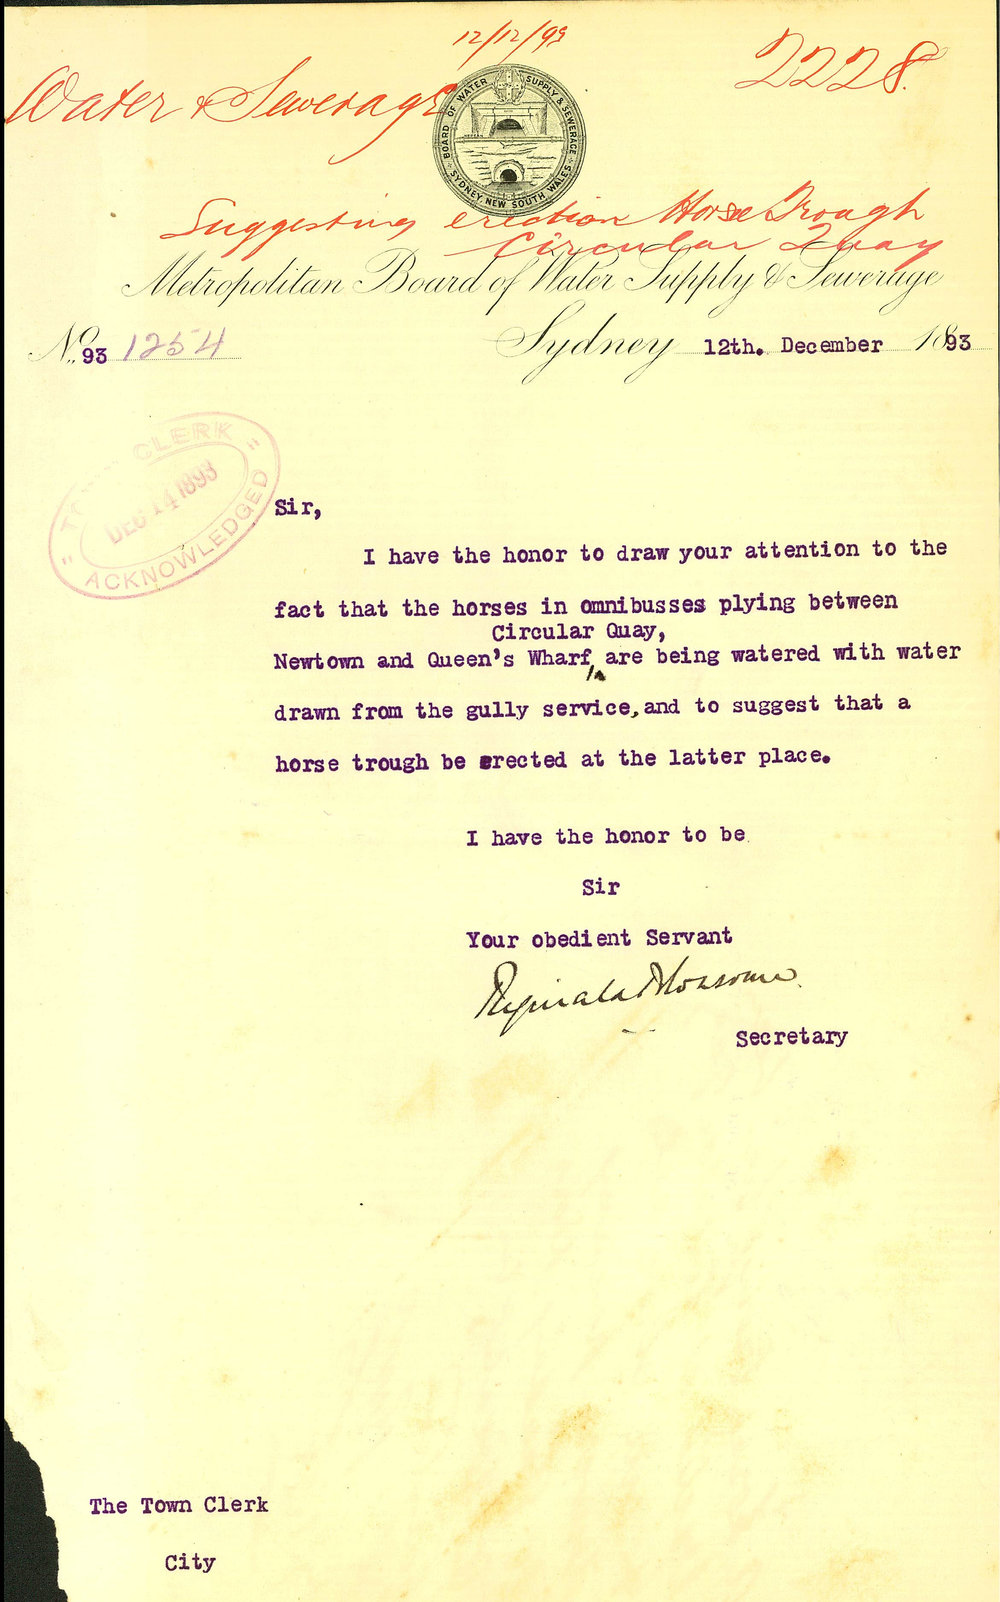 12/12/93
2228.
Water & Sewerage
BOARD OF WATER SUPPLY & SEWERAGE
SYDNEY, NEW SOUTH WALES
Suggesting erection Horse Trough
Circular Quay
Metropolitan Board of Water Supply & Sewerage
No. 93 1254
Sydney 12th. December 1893
CLERK
DEC 14 1893
ACKNOWLEDGED
Sir,
I have the honor to draw your attention to the
fact that the horses in omnibusses plying between
Circular Quay,
Newtown and Queen's Wharf are being watered with water
drawn from the gully service, and to suggest that a
horse trough be erected at the latter place.
I have the honor to be
Sir
Your obedient Servant
Secretary
The Town Clerk
City